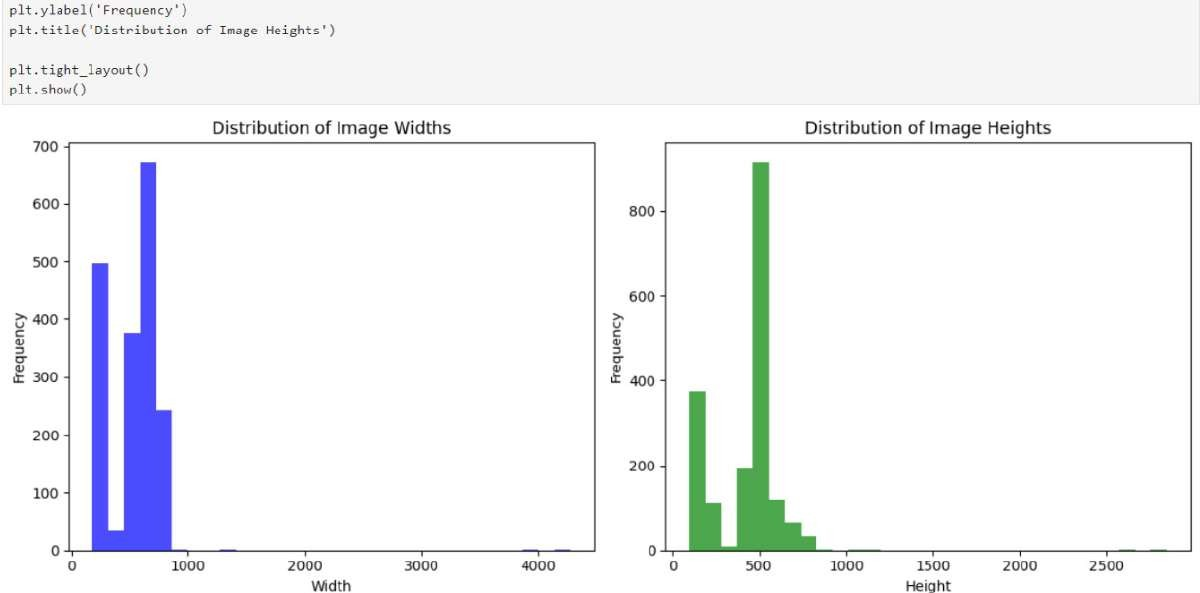 plt.ylabel('Frequency')
plt.title('Distribution of Image Heights')
plt.tight_layout()
plt.show()
Distribution of Image Widths
700
600
500
400
300
200
100
0
Frequency
0 1000 2000 3000 4000
Width
Distribution of Image Heights
800
600
400
200
0
Frequency
0 500 1000 1500 2000 2500
Height